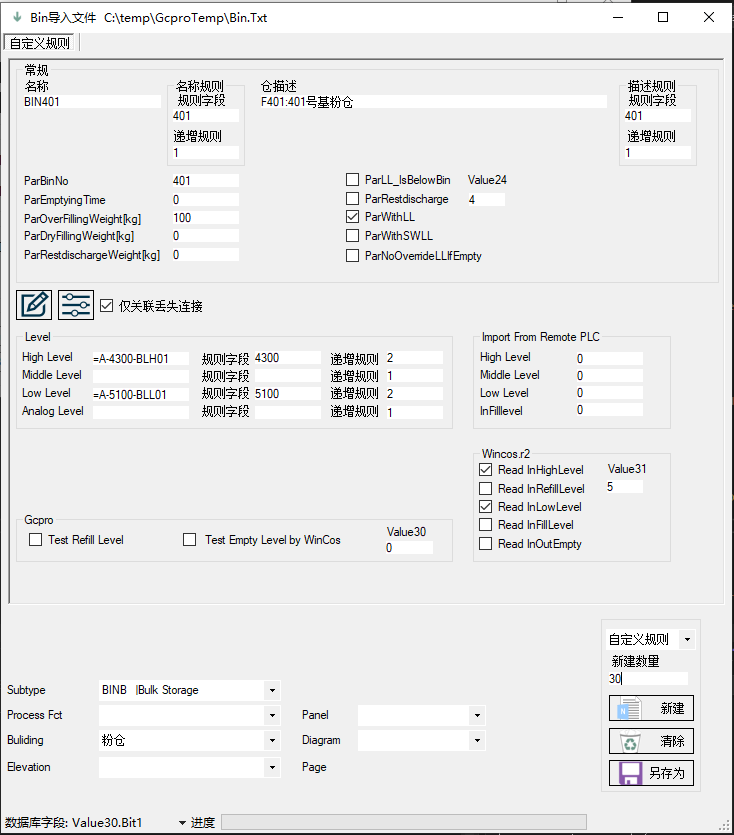 Bin导入文件 C:\temp\GcproTemp\Bin.Txt
自定义规则
常规
名称
BIN401
名称规则
规则字段
401
递增规则
1
仓描述
F401:401号基粉仓
描述规则
规则字段
401
递增规则
1
ParBinNo 401
ParEmptyingTime 0
ParOverFillingWeight[kg] 100
ParDryFillingWeight[kg] 0
ParRestdischargeWeight[kg] 0
ParLL_IsBelowBin Value24
ParRestdischarge 4
ParWithLL
ParWithSWLL
ParNoOverrideLLIfEmpty
仅关联丢失连接
Level
High Level =A-4300-BLH01 规则字段 4300 递增规则 2
Middle Level 规则字段 递增规则 1
Low Level =A-5100-BLL01 规则字段 5100 递增规则 2
Analog Level 规则字段 递增规则 1
Import From Remote PLC
High Level 0
Middle Level 0
Low Level 0
InFilllevel 0
Wincos.r2
Read InHighLevel Value31
Read InRefillLevel 5
Read InLowLevel
Read InFillLevel
Read InOutEmpty
Gcpro
Test Refill Level Test Empty Level by WinCos Value30
0
自定义规则
新建数量
30
新建
清除
另存为
Subtype BINB |Bulk Storage
Process Fct Panel
Buliding 粉仓 Diagram
Elevation Page
数据库字段: Value30.Bit1 进度